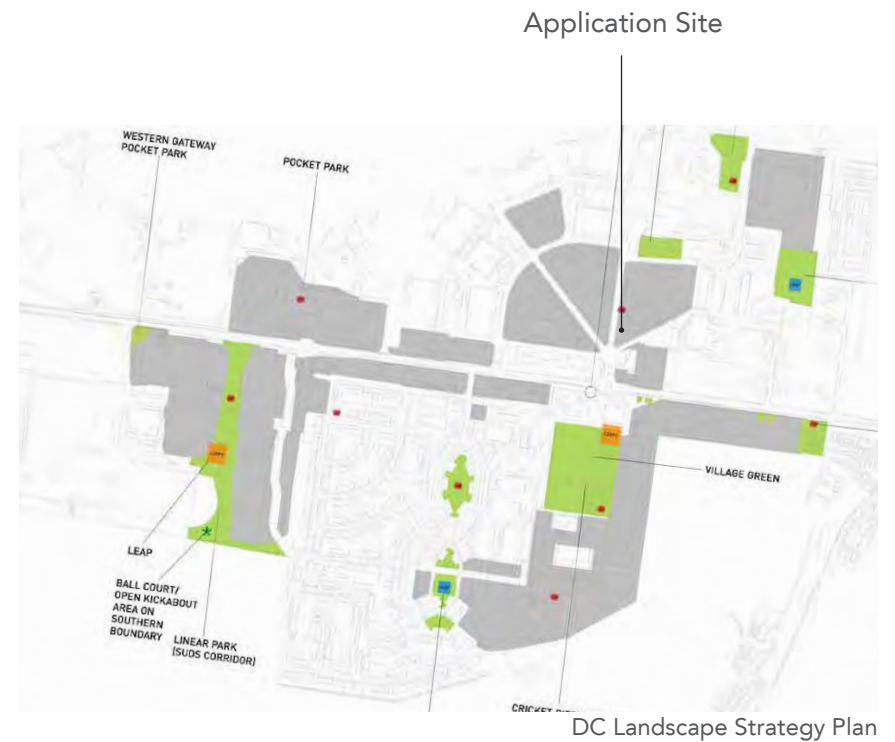 Application Site
WESTERN GATEWAY
POCKET PARK
POCKET PARK
VILLAGE GREEN
LEAP
BALL COURT/
OPEN KICKABOUT
AREA ON
SOUTHERN
BOUNDARY
LINEAR PARK
(SUDS CORRIDOR)
CRICKET
DC Landscape Strategy Plan